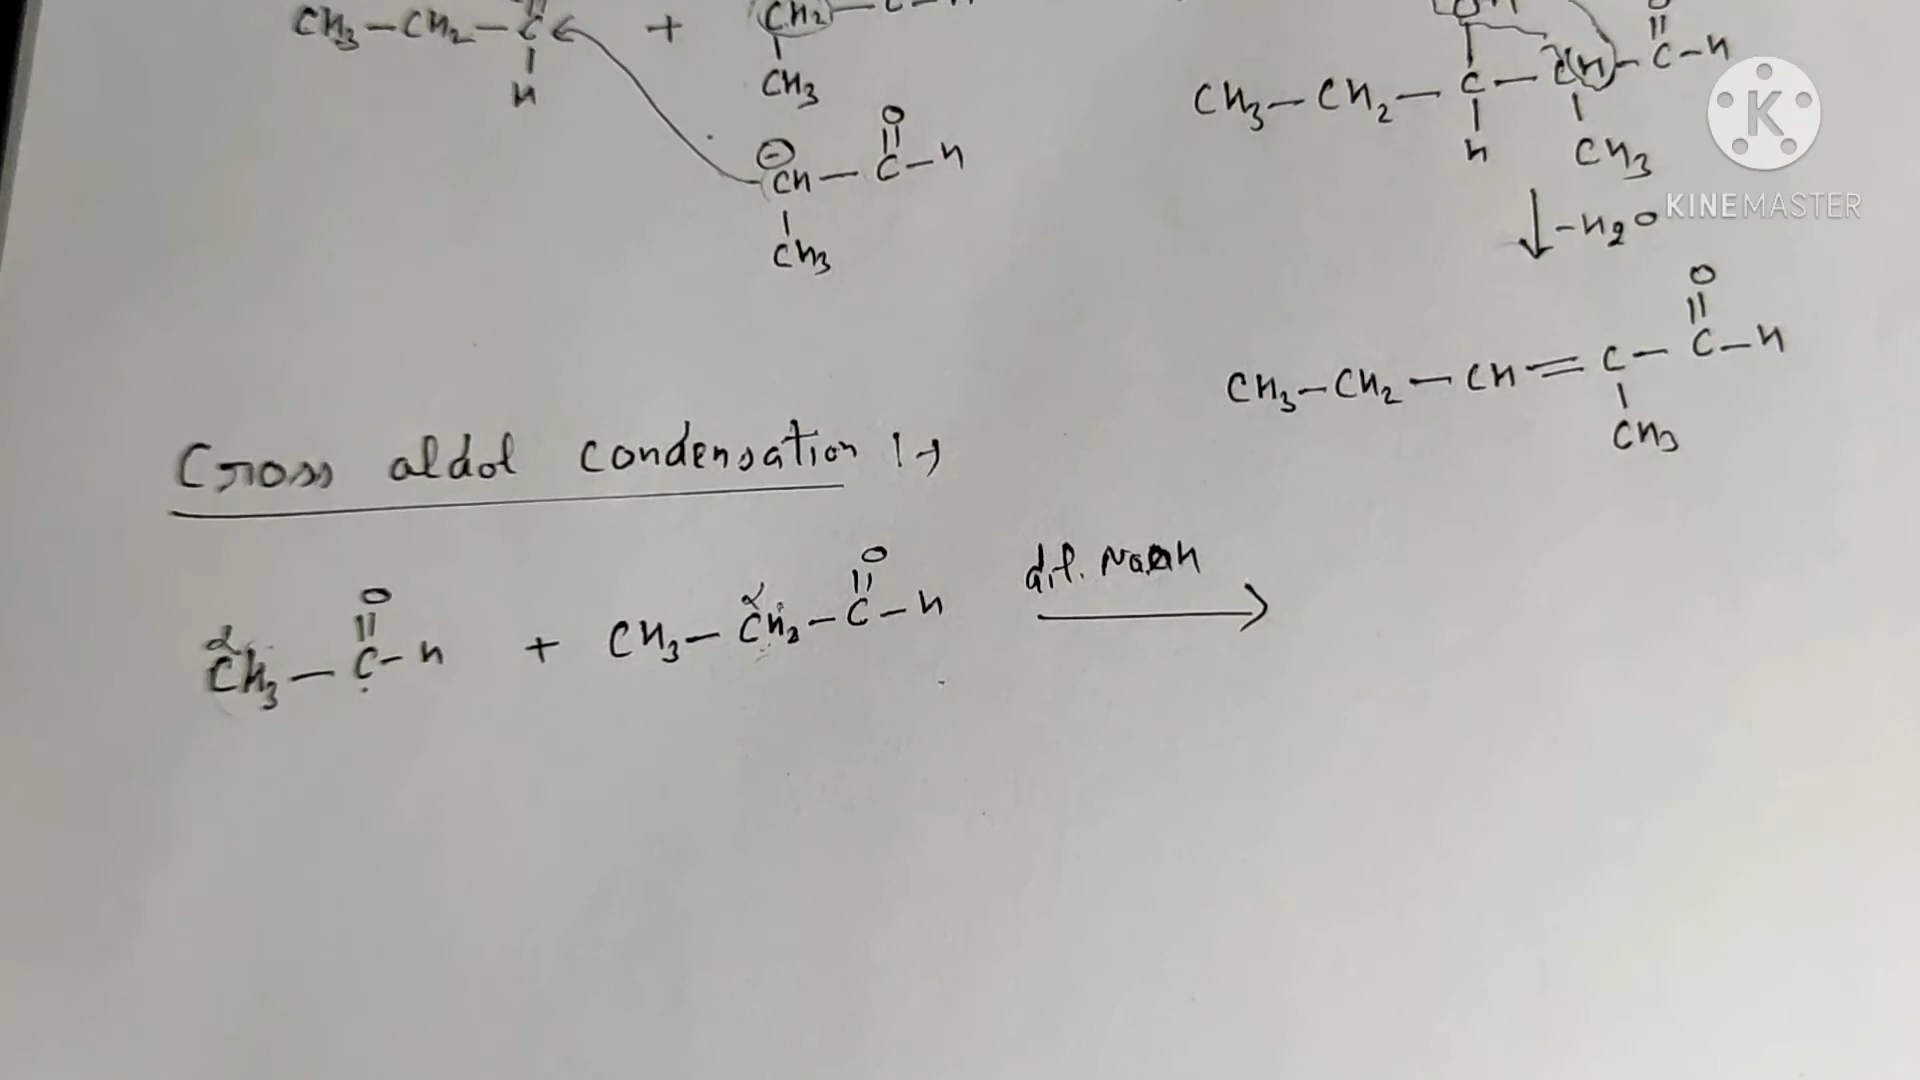 CH3-CH2-C + CH2-C-H
H
CH3
CH3-CH2-C-CH-C-H
O
H
CH3
⊖
CH-C-H
O
CH3
↓-H2O
KINEMASTER
K
O
CH3-CH2-CH=C-C-H
CH3
Cross aldol condensation :→
α O α O
CH3-C-H + CH3-CH2-C-H dil. NaOH →